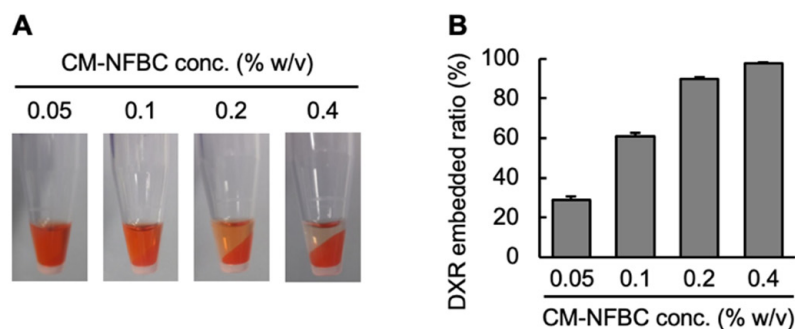 A
CM-NFBC conc. (% w/v)
0.05 0.1 0.2 0.4
B
DXR embedded ratio (%)
100
80
60
40
20
0
0.05 0.1 0.2 0.4
CM-NFBC conc. (% w/v)